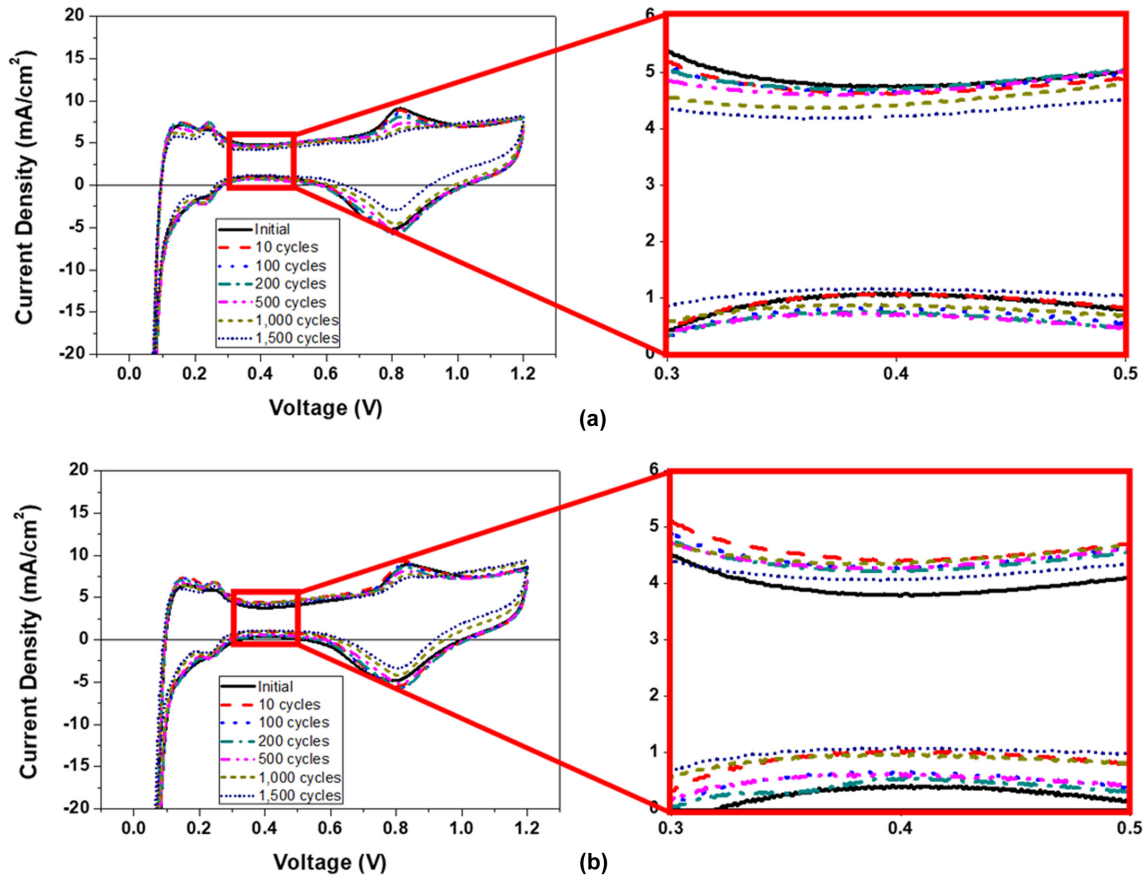 20
15
10
5
0
-5
-10
-15
-20
Current Density (mA/cm²)
0.0 0.2 0.4 0.6 0.8 1.0 1.2
Voltage (V)
Initial
10 cycles
100 cycles
200 cycles
500 cycles
1,000 cycles
1,500 cycles
6
5
4
3
2
1
0
0.3 0.4 0.5
(a)
20
15
10
5
0
-5
-10
-15
-20
Current Density (mA/cm²)
0.0 0.2 0.4 0.6 0.8 1.0 1.2
Voltage (V)
Initial
10 cycles
100 cycles
200 cycles
500 cycles
1,000 cycles
1,500 cycles
6
5
4
3
2
1
0
0.3 0.4 0.5
(b)